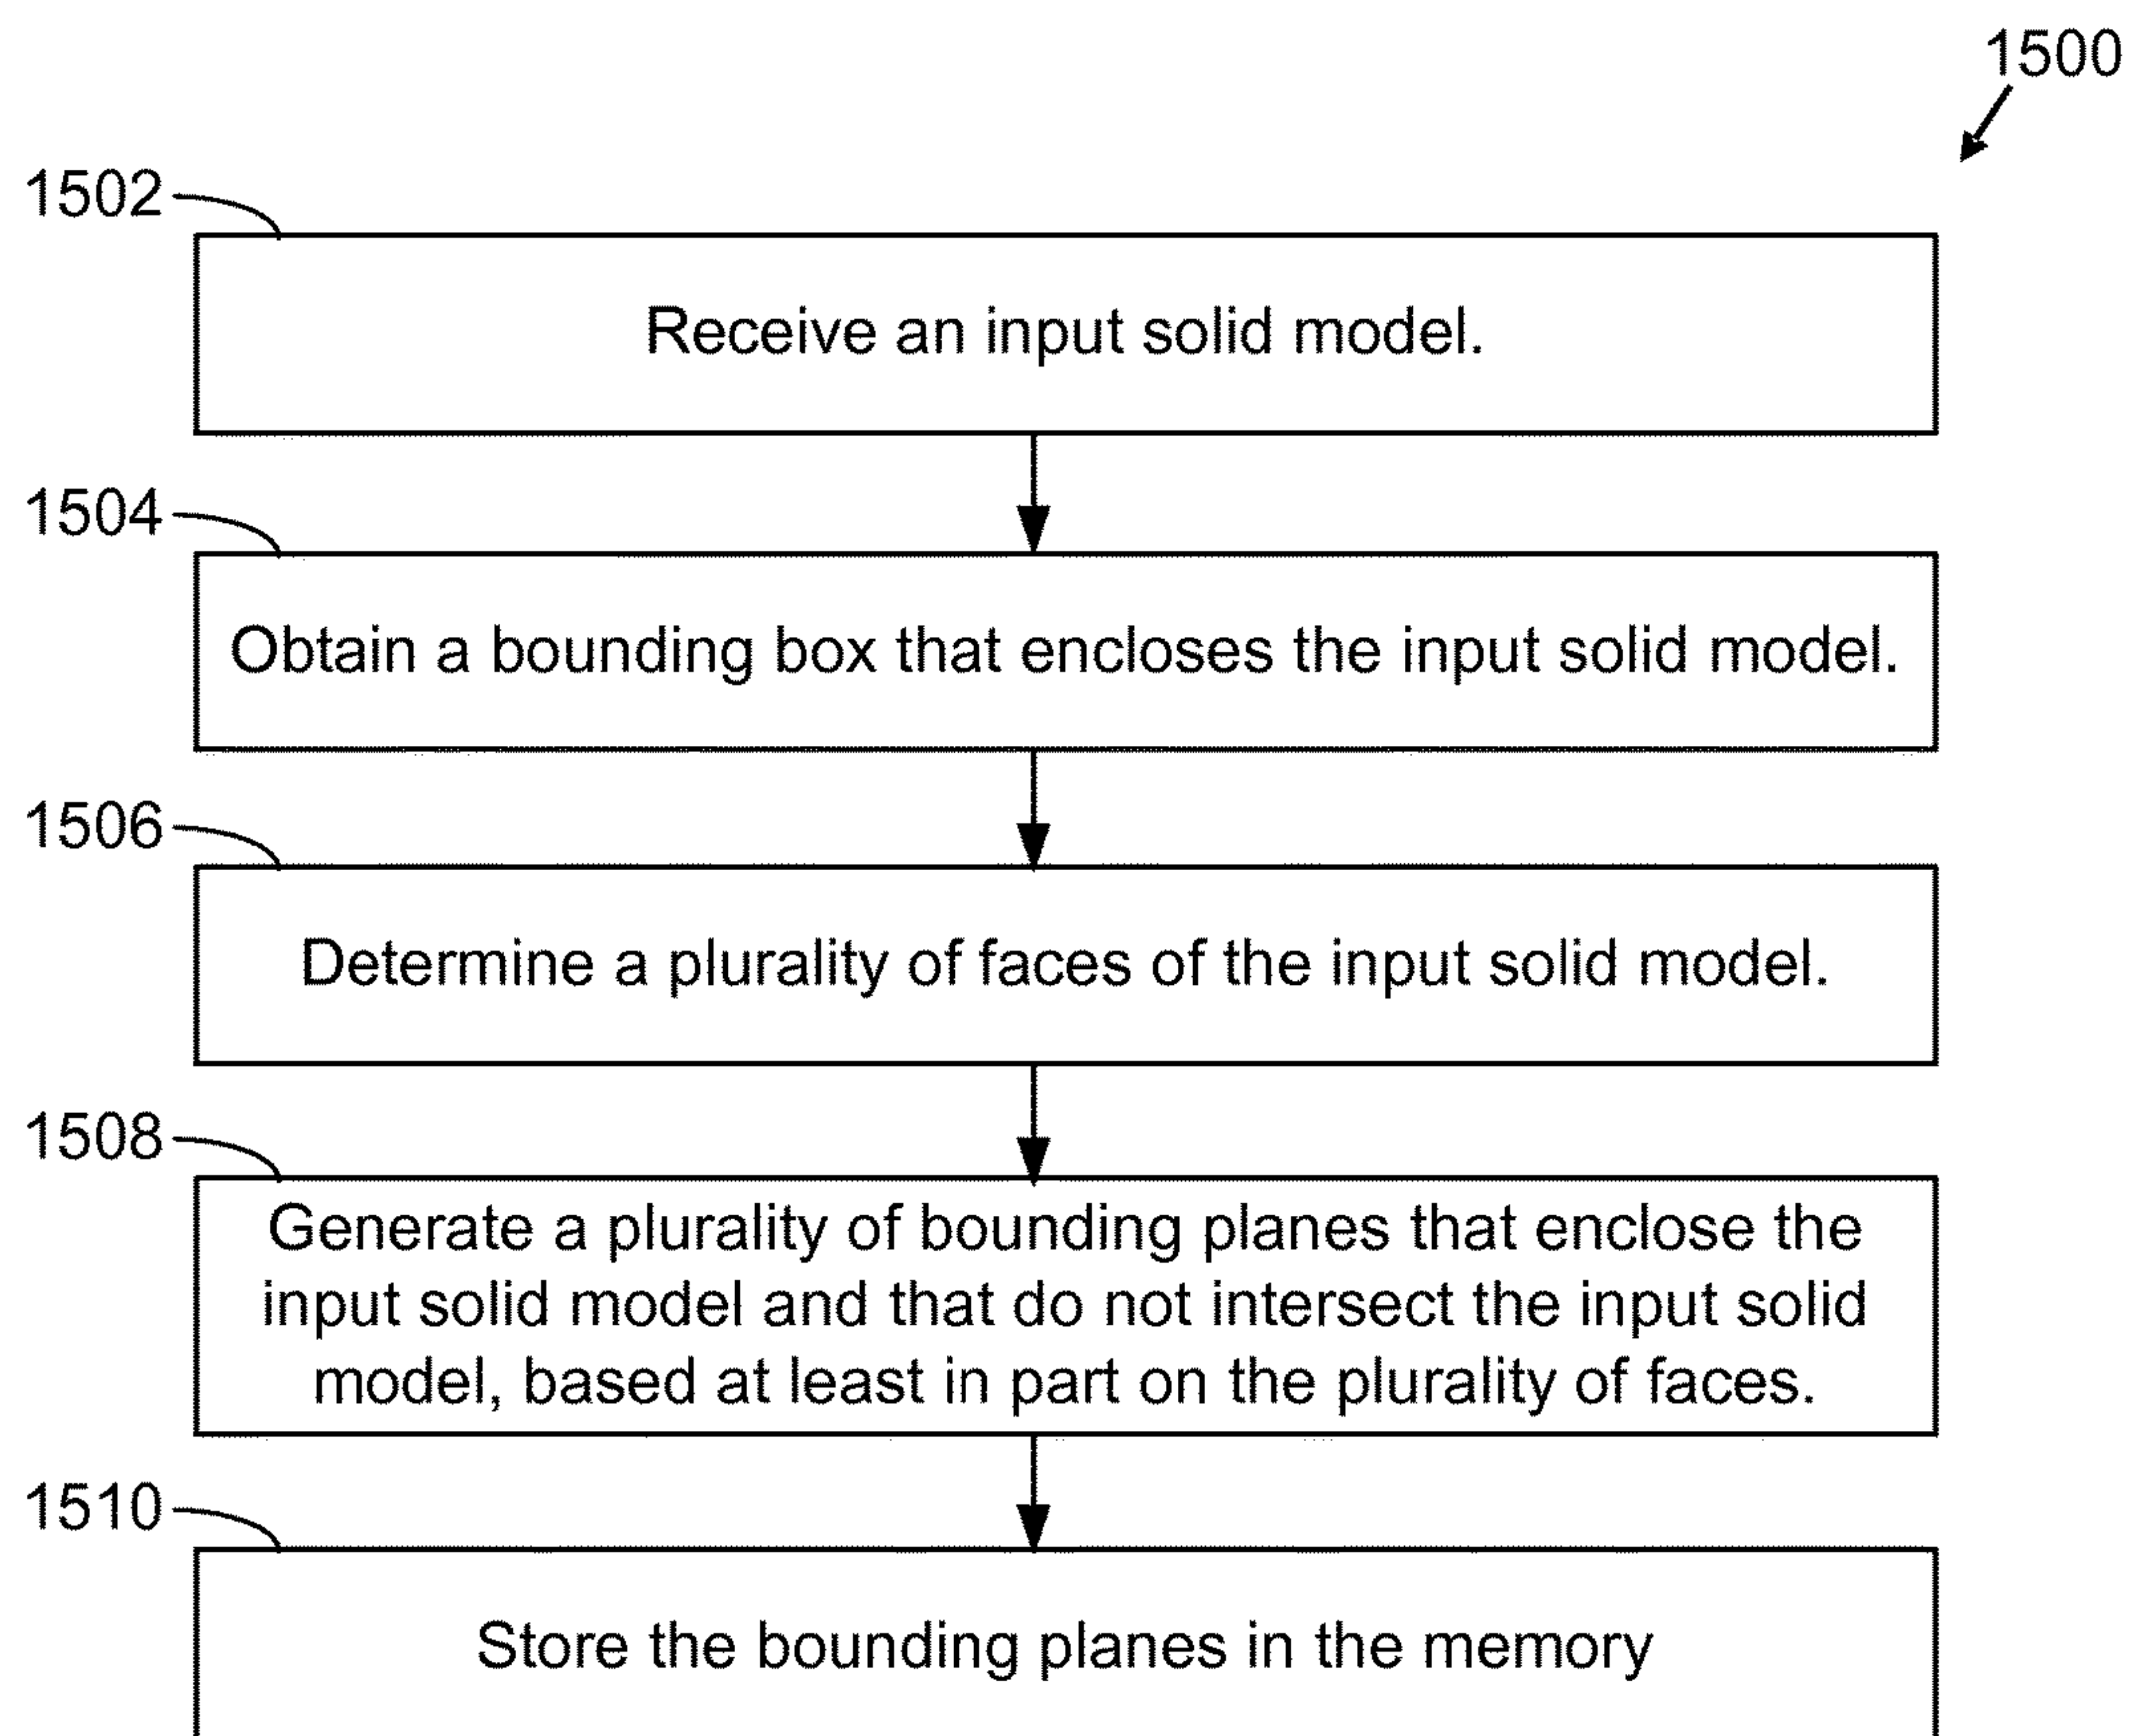 1500
1502
Receive an input solid model.
1504
Obtain a bounding box that encloses the input solid model.
1506
Determine a plurality of faces of the input solid model.
1508
Generate a plurality of bounding planes that enclose the
input solid model and that do not intersect the input solid
model, based at least in part on the plurality of faces.
1510
Store the bounding planes in the memory